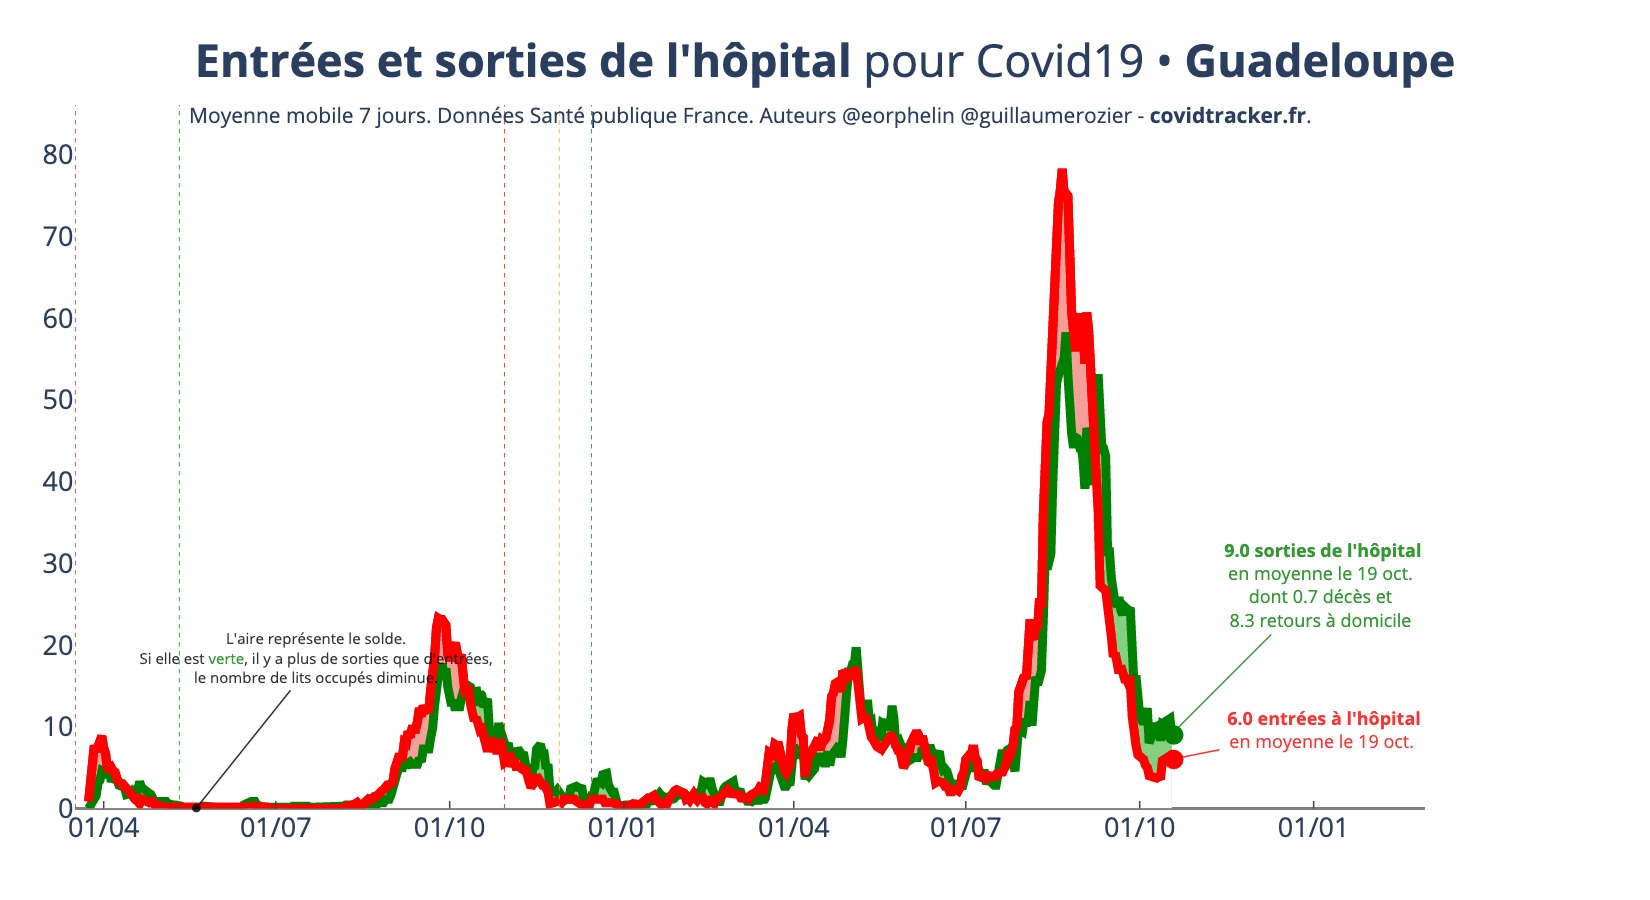 Entrées et sorties de l'hôpital pour Covid19 • Guadeloupe
Moyenne mobile 7 jours. Données Santé publique France. Auteurs @eorphelin @guillaumerozier - covidtracker.fr.
80
70
60
50
40
30
20
10
0
L'aire représente le solde.
Si elle est verte, il y a plus de sorties que d'entrées,
le nombre de lits occupés diminue.
9.0 sorties de l'hôpital
en moyenne le 19 oct.
dont 0.7 décès et
8.3 retours à domicile
6.0 entrées à l'hôpital
en moyenne le 19 oct.
01/04 01/07 01/10 01/01 01/04 01/07 01/10 01/01